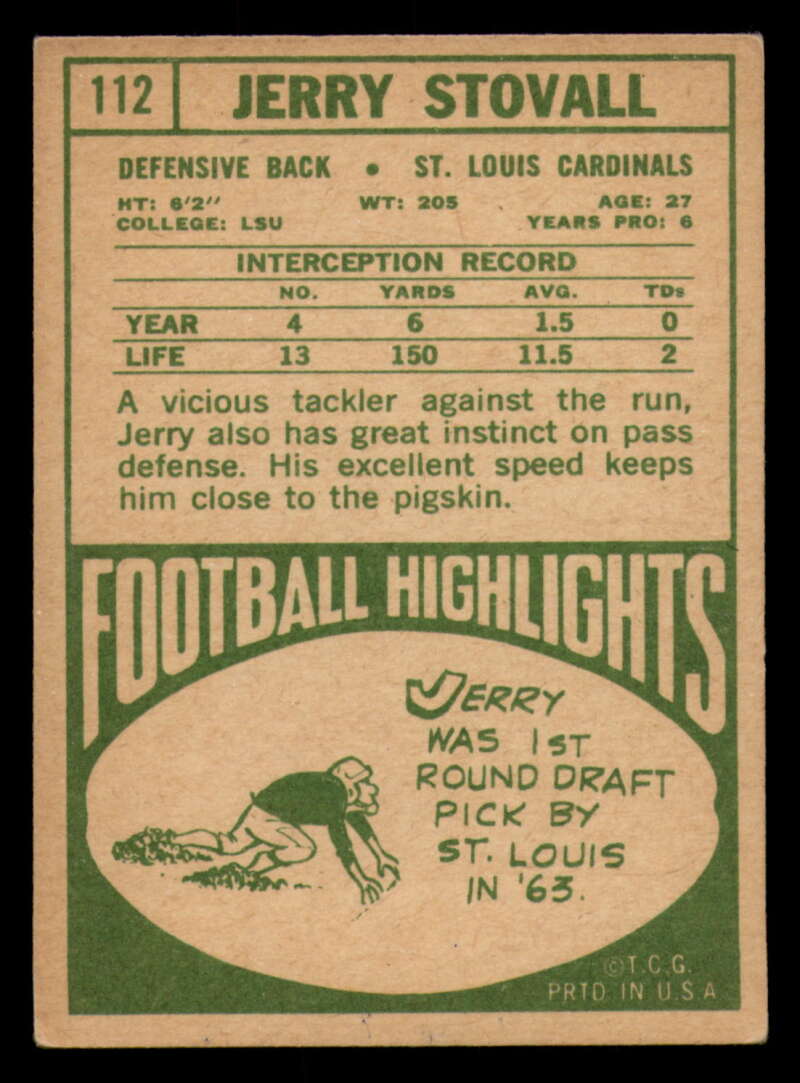 112 JERRY STOVALL
DEFENSIVE BACK • ST. LOUIS CARDINALS
HT: 6'2" WT: 205 AGE: 27
COLLEGE: LSU YEARS PRO: 6
INTERCEPTION RECORD
NO. YARDS AVG. TDs
YEAR 4 6 1.5 0
LIFE 13 150 11.5 2
A vicious tackler against the run,
Jerry also has great instinct on pass
defense. His excellent speed keeps
him close to the pigskin.
FOOTBALL HIGHLIGHTS
JERRY
WAS 1ST
ROUND DRAFT
PICK BY
ST. LOUIS
IN '63.
©T.C.G.
PRTD IN U.S.A